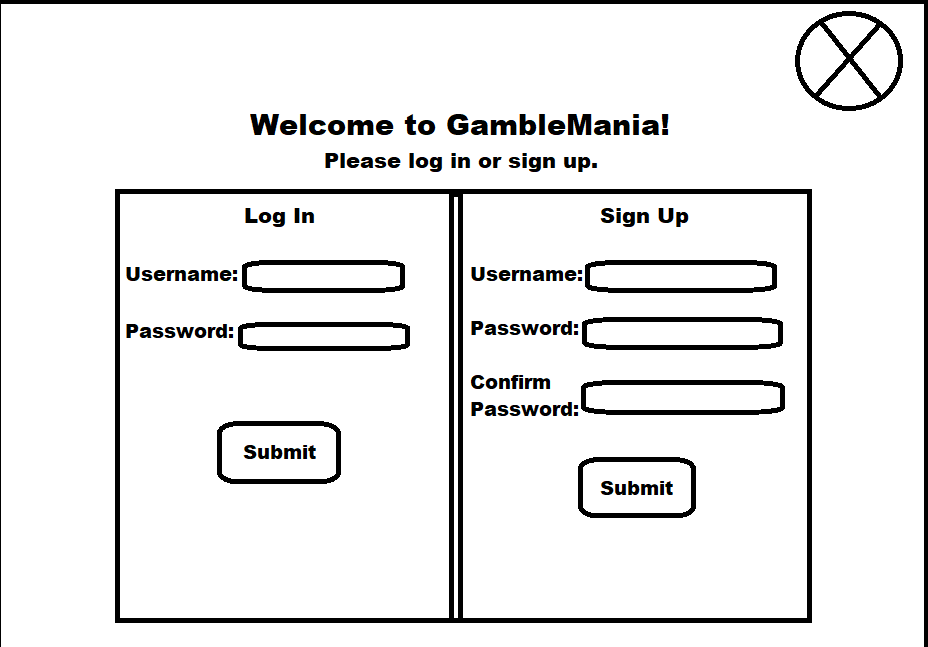 Welcome to GambleMania!
Please log in or sign up.
Log In
Username:
Password:
Submit
Sign Up
Username:
Password:
Confirm
Password:
Submit